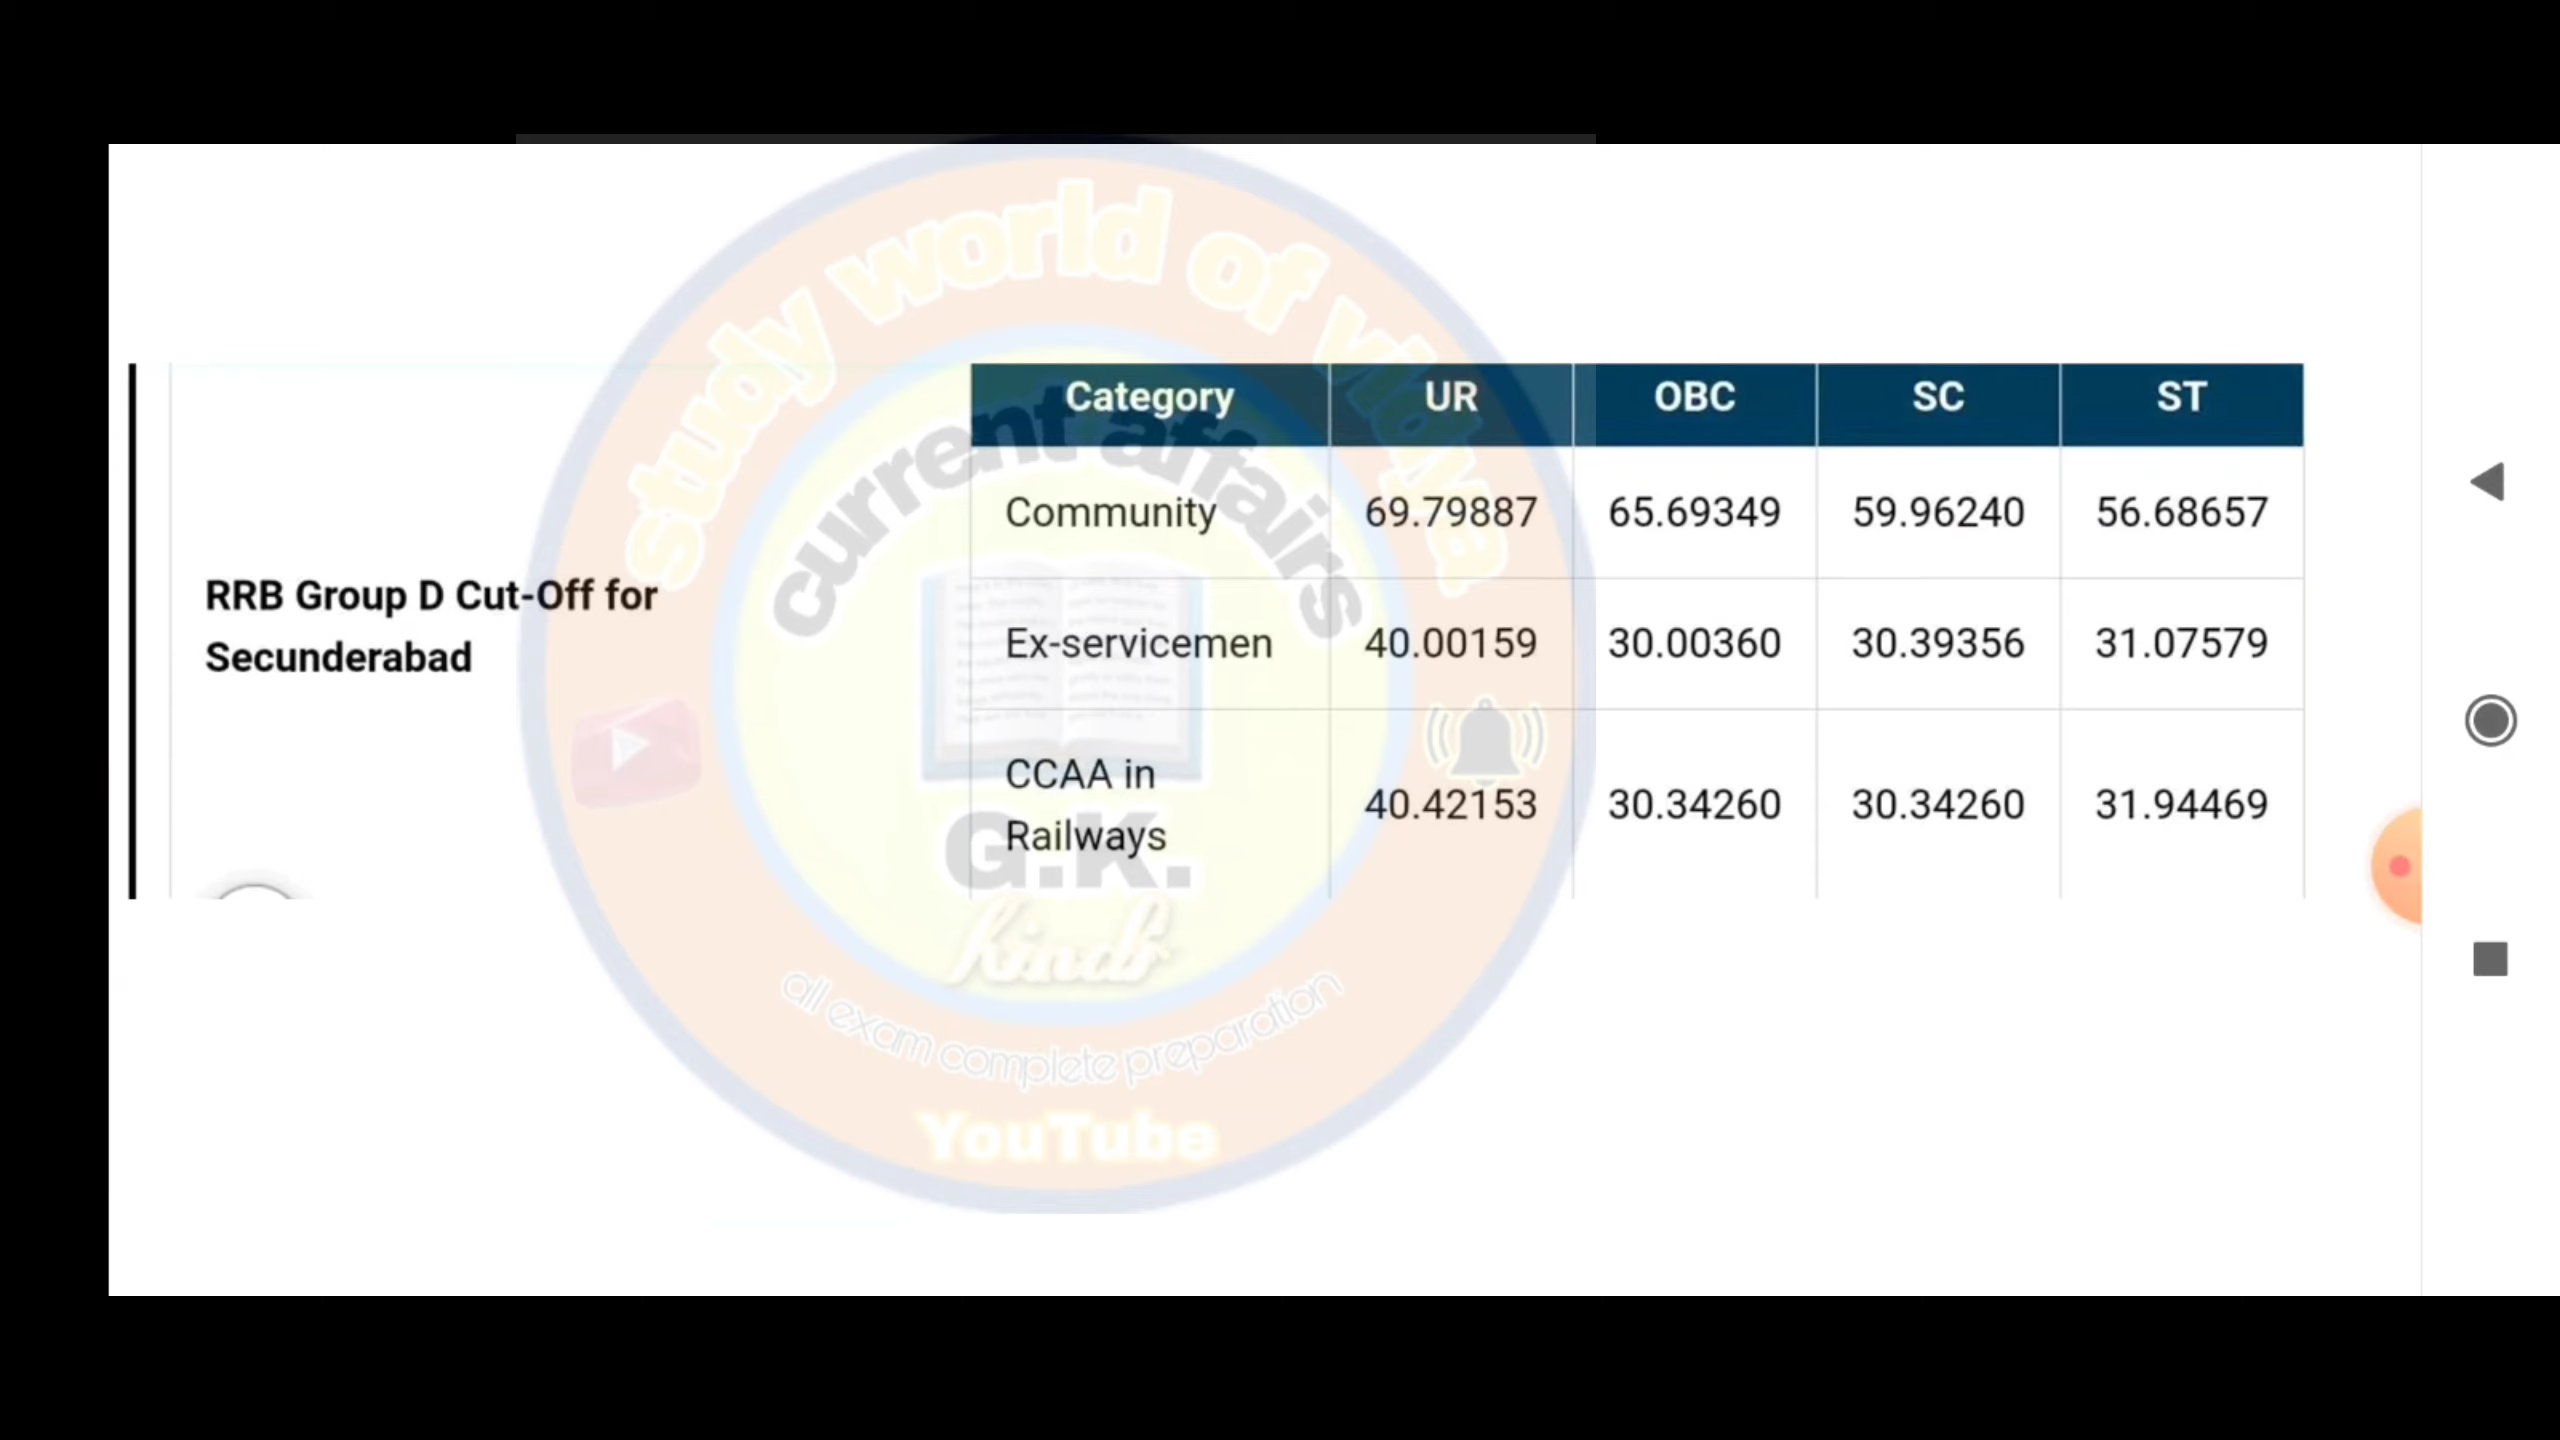 study world of vidya
current affairs
Category UR OBC SC ST
Community 69.79887 65.69349 59.96240 56.68657
RRB Group D Cut-Off for
Secunderabad
Ex-servicemen 40.00159 30.00360 30.39356 31.07579
CCAA in
Railways 40.42153 30.34260 30.34260 31.94469
G.K.
all exam complete preparation
YouTube